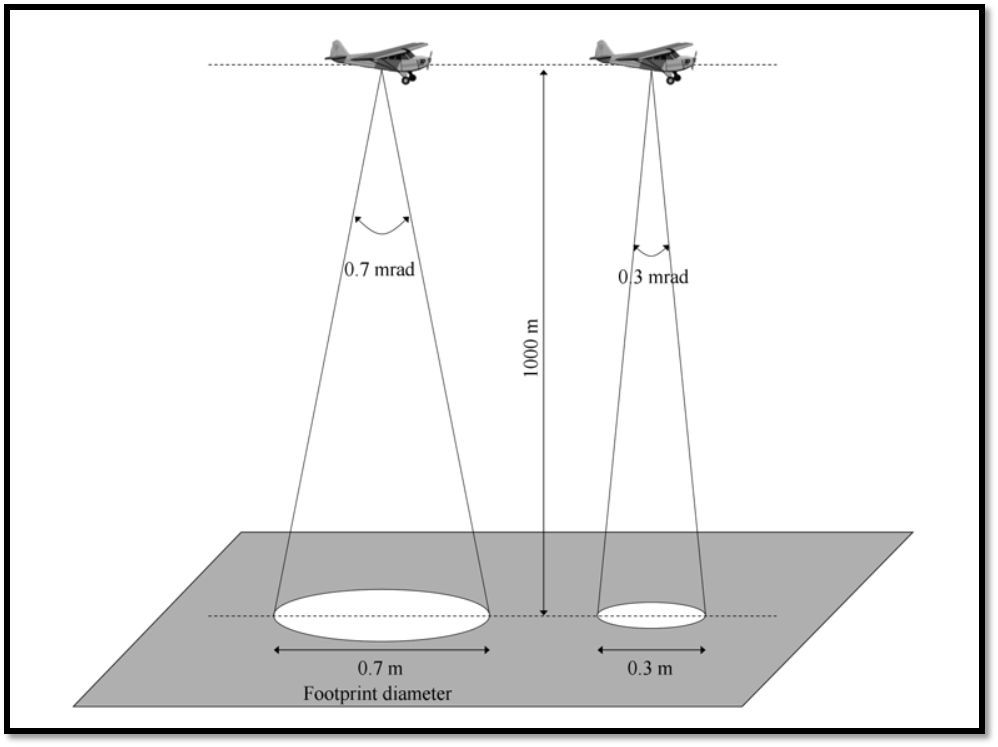 0.7 mrad
0.3 mrad
1000 m
0.7 m
0.3 m
Footprint diameter